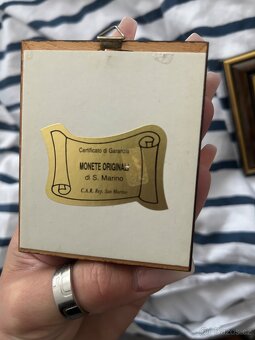 Certificato di Garanzia
MONETE ORIGINALI
di S. Marino
C.A.R. Rep. San Marino